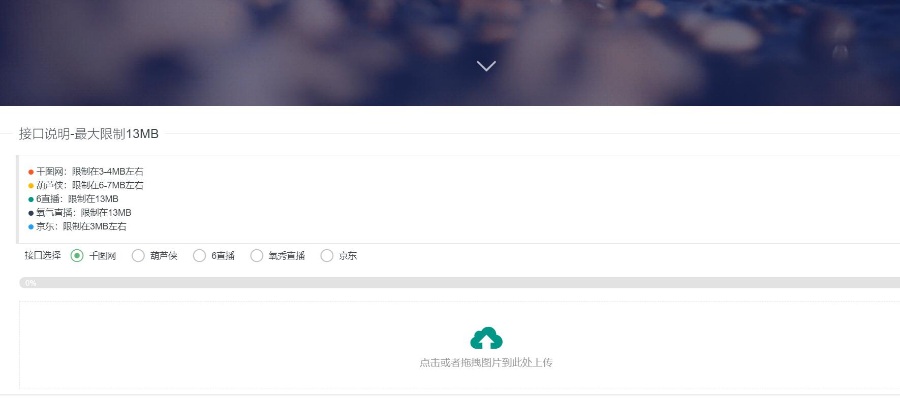 接口说明-最大限制13MB
千图网：限制在3-4MB左右
葫芦侠：限制在6-7MB左右
6直播：限制在13MB
氧气直播：限制在13MB
京东：限制在3MB左右
接口选择 千图网 葫芦侠 6直播 氧秀直播 京东
0%
点击或者拖拽图片到此处上传